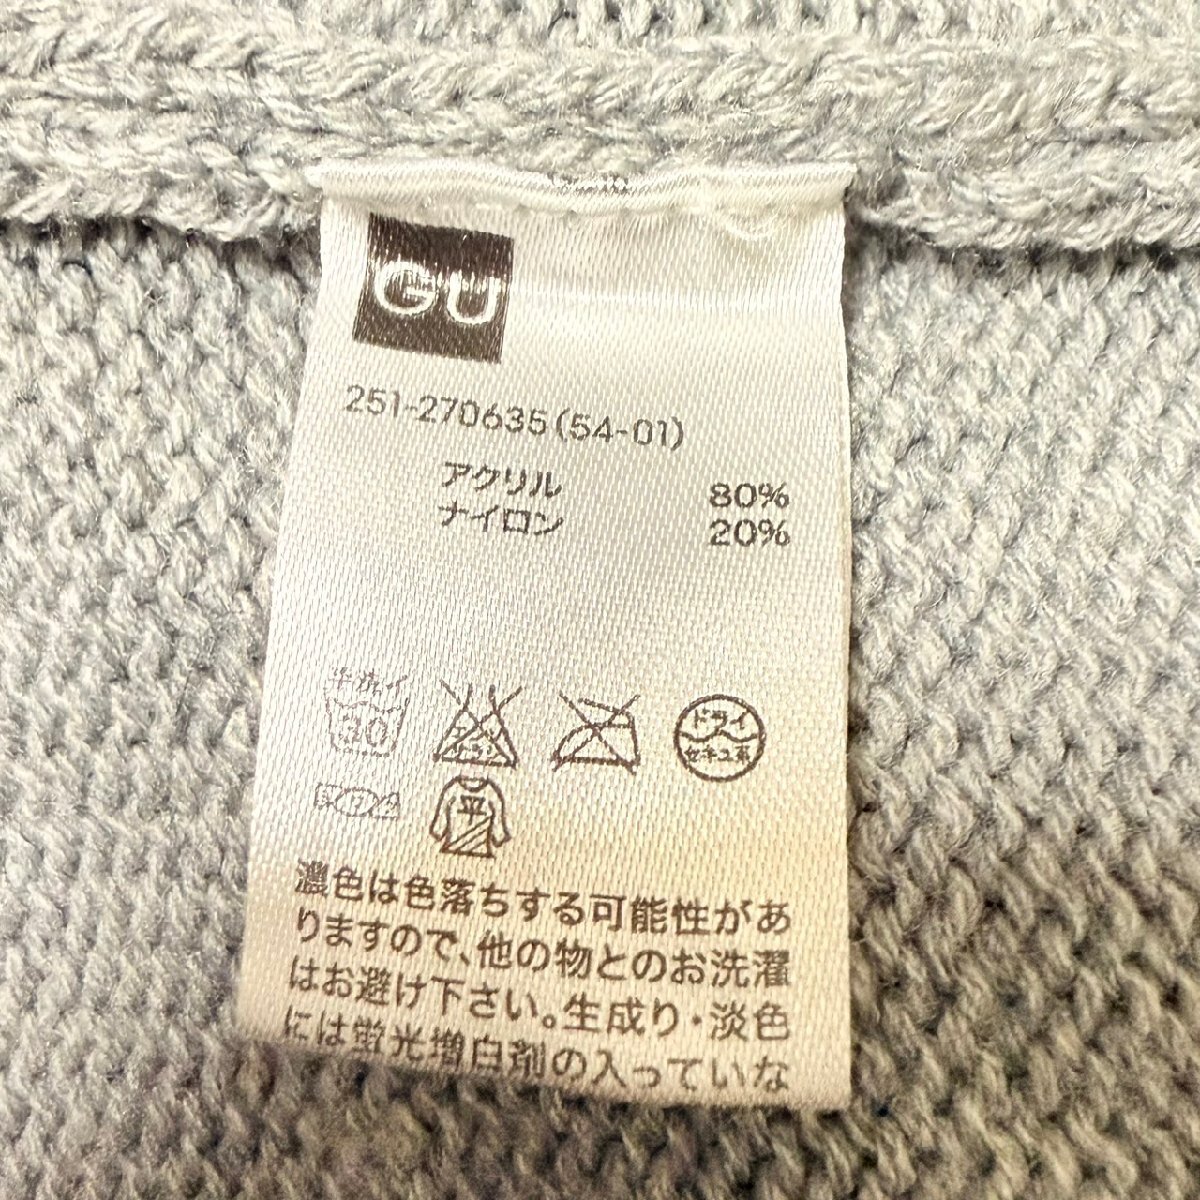 GU
251-270635(54-01)
アクリル 80%
ナイロン 20%
手洗イ
30
ドライ
セキユ系
平
濃色は色落ちする可能性があ
りますので、他の物とのお洗濯
はお避け下さい。生成り・淡色
には蛍光増白剤の入っていな